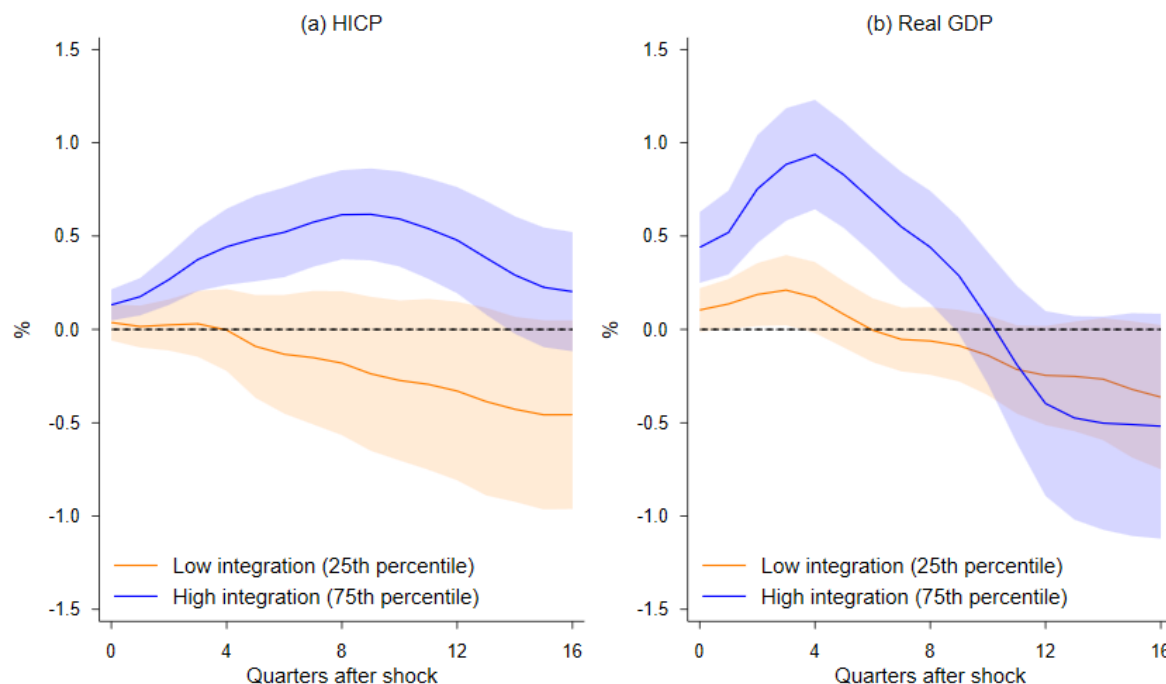 (a) HICP
1.5
1.0
0.5
0.0
-0.5
-1.0
-1.5
%
Low integration (25th percentile)
High integration (75th percentile)
0 4 8 12 16
Quarters after shock
(b) Real GDP
1.5
1.0
0.5
0.0
-0.5
-1.0
-1.5
%
Low integration (25th percentile)
High integration (75th percentile)
0 4 8 12 16
Quarters after shock